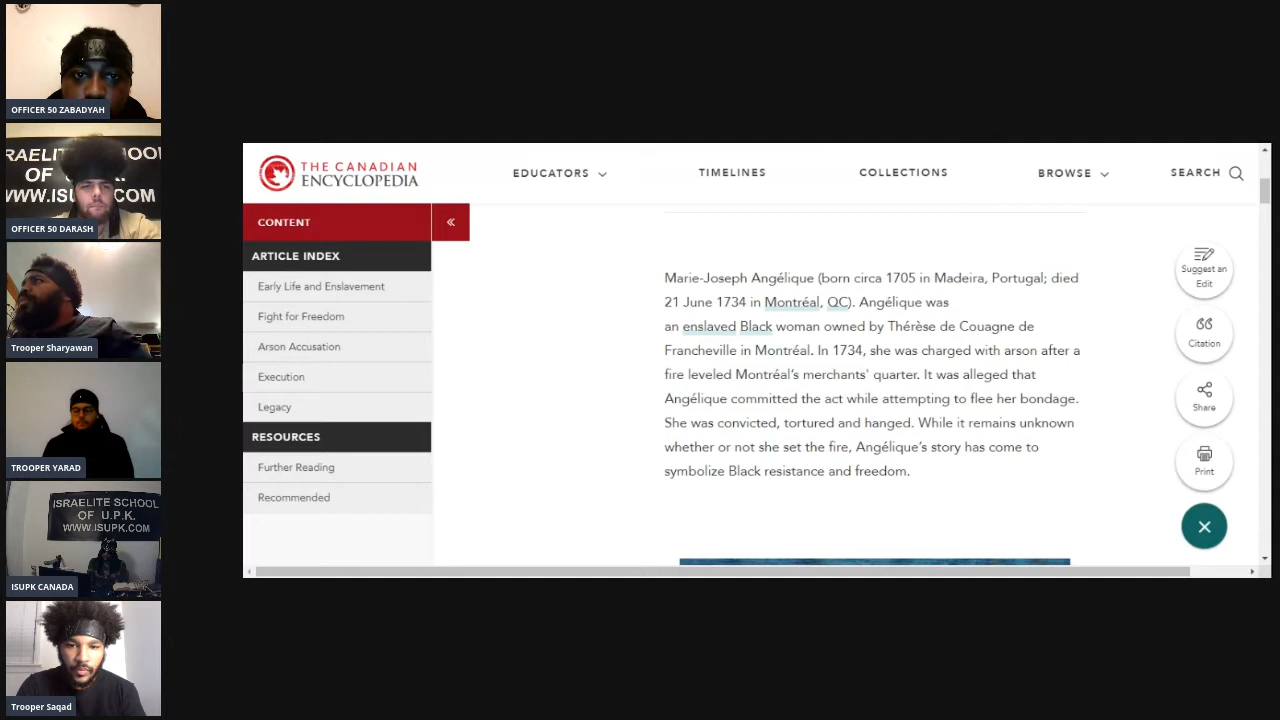 OFFICER 50 ZABADYAH
RAELITE SCHOOL
OF U.P.K.
WWW.ISUPK.COM
OFFICER 50 DARASH
Trooper Sharyawan
TROOPER YARAD
ISRAELITE SCHOOL
OF U.P.K.
WWW.ISUPK.COM
ISUPK CANADA
Trooper Saqad
THE CANADIAN
ENCYCLOPEDIA
EDUCATORS
TIMELINES
COLLECTIONS
BROWSE
SEARCH
CONTENT
«
ARTICLE INDEX
Early Life and Enslavement
Fight for Freedom
Arson Accusation
Execution
Legacy
RESOURCES
Further Reading
Recommended
Marie-Joseph Angélique (born circa 1705 in Madeira, Portugal; died
21 June 1734 in Montréal, QC). Angélique was
an enslaved Black woman owned by Thérèse de Couagne de
Francheville in Montréal. In 1734, she was charged with arson after a
fire leveled Montréal's merchants' quarter. It was alleged that
Angélique committed the act while attempting to flee her bondage.
She was convicted, tortured and hanged. While it remains unknown
whether or not she set the fire, Angélique's story has come to
symbolize Black resistance and freedom.
Suggest an
Edit
Citation
Share
Print